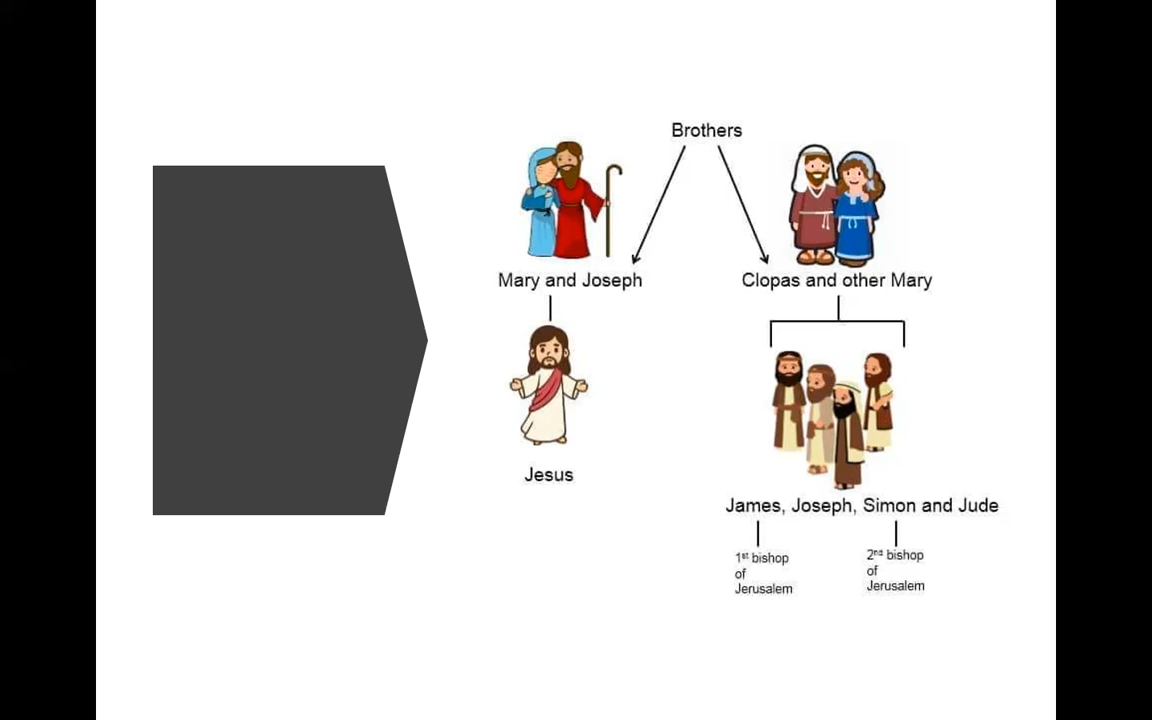 Brothers
Mary and Joseph
Clopas and other Mary
Jesus
James, Joseph, Simon and Jude
1st bishop
of
Jerusalem
2nd bishop
of
Jerusalem